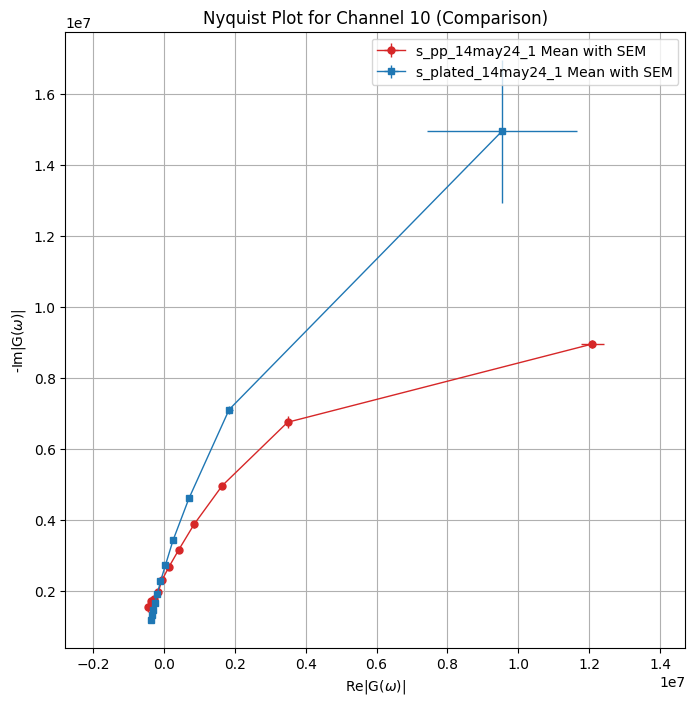 Nyquist Plot for Channel 10 (Comparison)
1e7
s_pp_14may24_1 Mean with SEM
s_plated_14may24_1 Mean with SEM
1.6
1.4
1.2
1.0
0.8
0.6
0.4
0.2
-Im|G(ω)|
−0.2 0.0 0.2 0.4 0.6 0.8 1.0 1.2 1.4
1e7
Re|G(ω)|